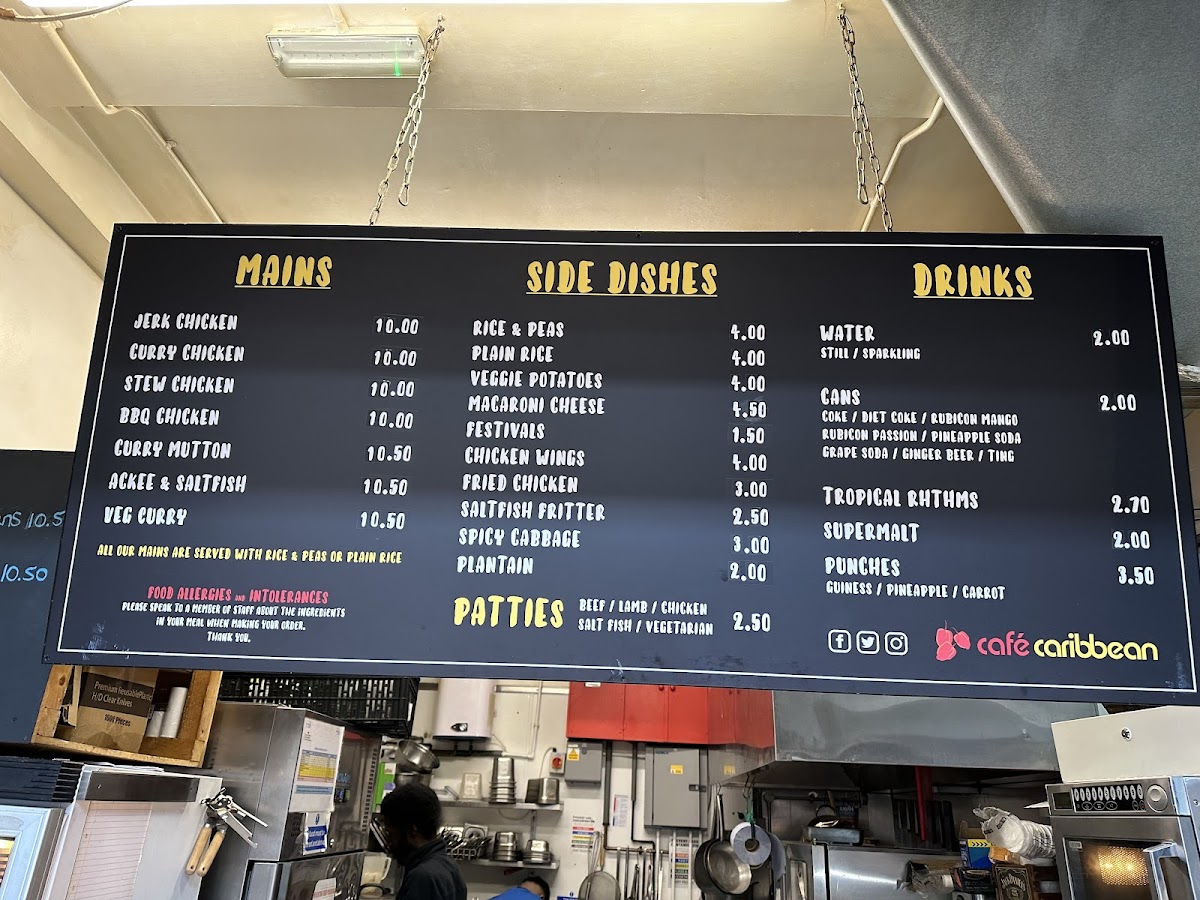 MAINS
JERK CHICKEN 10.00
CURRY CHICKEN 10.00
STEW CHICKEN 10.00
BBQ CHICKEN 10.00
CURRY MUTTON 10.50
ACKEE & SALTFISH 10.50
VEG CURRY 10.50
ALL OUR MAINS ARE SERVED WITH RICE & PEAS OR PLAIN RICE
FOOD ALLERGIES AND INTOLERANCES
PLEASE SPEAK TO A MEMBER OF STAFF ABOUT THE INGREDIENTS
IN YOUR MEAL WHEN MAKING YOUR ORDER.
THANK YOU.
SIDE DISHES
RICE & PEAS 4.00
PLAIN RICE 4.00
VEGGIE POTATOES 4.00
MACARONI CHEESE 4.50
FESTIVALS 1.50
CHICKEN WINGS 4.00
FRIED CHICKEN 3.00
SALTFISH FRITTER 2.50
SPICY CABBAGE 3.00
PLANTAIN 2.00
PATTIES BEEF / LAMB / CHICKEN
SALT FISH / VEGETARIAN 2.50
DRINKS
WATER 2.00
STILL / SPARKLING
CANS 2.00
COKE / DIET COKE / RUBICON MANGO
RUBICON PASSION / PINEAPPLE SODA
GRAPE SODA / GINGER BEER / TING
TROPICAL RHTHMS 2.70
SUPERMALT 2.00
PUNCHES 3.50
GUINESS / PINEAPPLE / CARROT
café caribbean
10.5
10.50
Premium Reusable
H/D Clear Knives
1000 Pieces